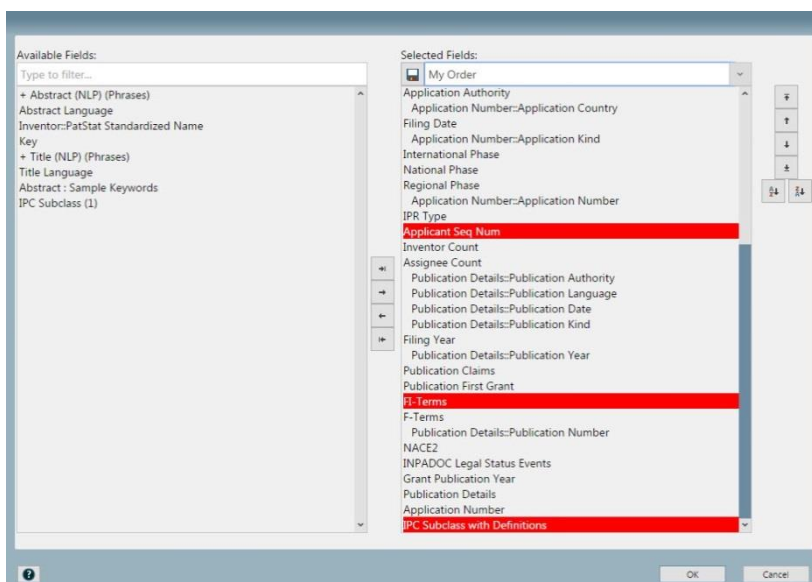 Available Fields:
Type to filter...
+ Abstract (NLP) (Phrases)
Abstract Language
Inventor::PatStat Standardized Name
Key
+ Title (NLP) (Phrases)
Title Language
Abstract : Sample Keywords
IPC Subclass (1)
Selected Fields:
My Order
Application Authority
Application Number::Application Country
Filing Date
Application Number::Application Kind
International Phase
National Phase
Regional Phase
Application Number::Application Number
IPR Type
Applicant Seq Num
Inventor Count
Assignee Count
Publication Details::Publication Authority
Publication Details::Publication Language
Publication Details::Publication Date
Publication Details::Publication Kind
Filing Year
Publication Details::Publication Year
Publication Claims
Publication First Grant
FI-Terms
F-Terms
Publication Details::Publication Number
NACE2
INPADOC Legal Status Events
Grant Publication Year
Publication Details
Application Number
IPC Subclass with Definitions
OK
Cancel